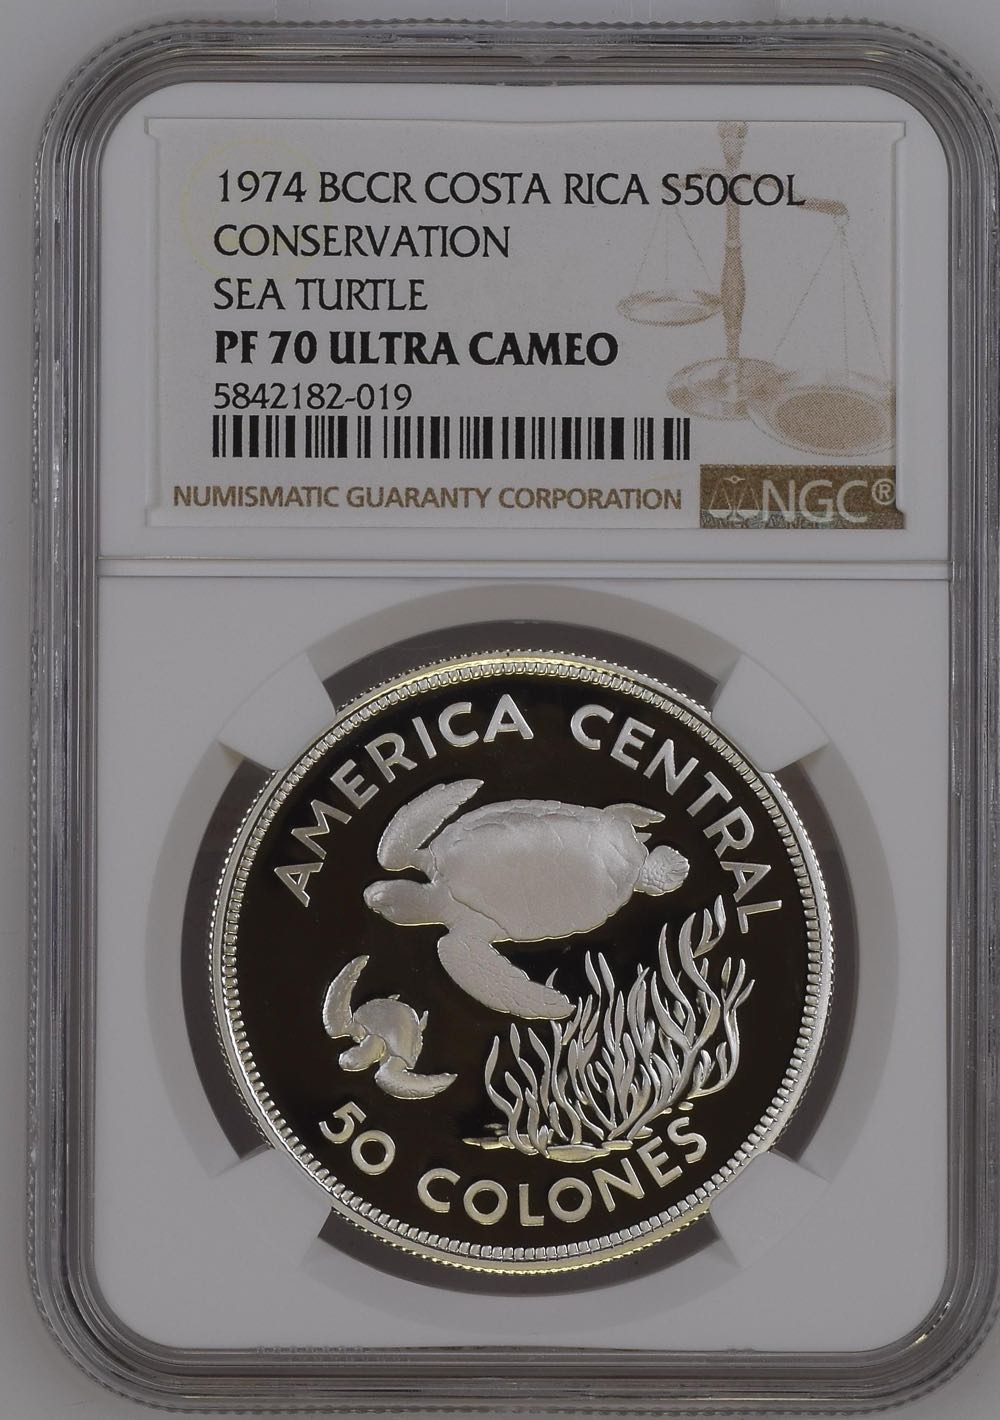 1974 BCCR COSTA RICA S50COL
CONSERVATION
SEA TURTLE
PF 70 ULTRA CAMEO
5842182-019
NUMISMATIC GUARANTY CORPORATION
NGC®
AMERICA CENTRAL
50 COLONES